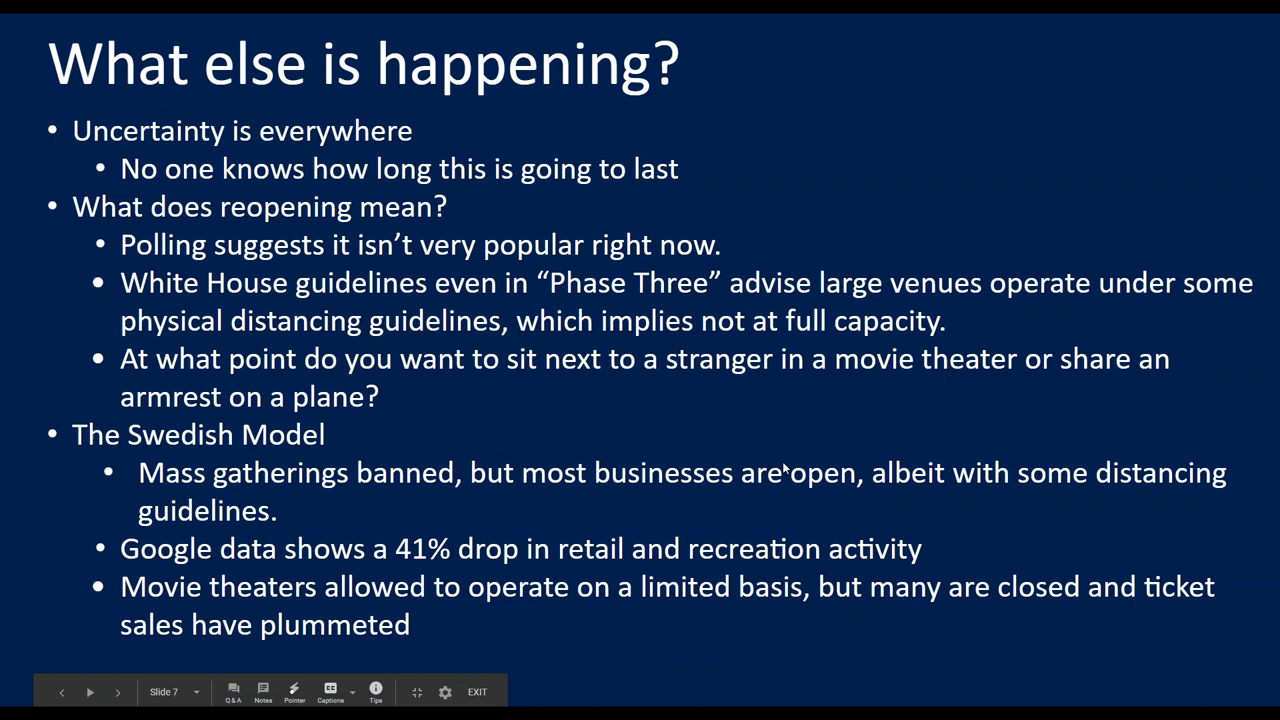 What else is happening?
• Uncertainty is everywhere
• No one knows how long this is going to last
• What does reopening mean?
• Polling suggests it isn’t very popular right now.
• White House guidelines even in “Phase Three” advise large venues operate under some
physical distancing guidelines, which implies not at full capacity.
• At what point do you want to sit next to a stranger in a movie theater or share an
armrest on a plane?
• The Swedish Model
• Mass gatherings banned, but most businesses are open, albeit with some distancing
guidelines.
• Google data shows a 41% drop in retail and recreation activity
• Movie theaters allowed to operate on a limited basis, but many are closed and ticket
sales have plummeted
Slide 7 Q & A Notes Pointer Captions Tips EXIT